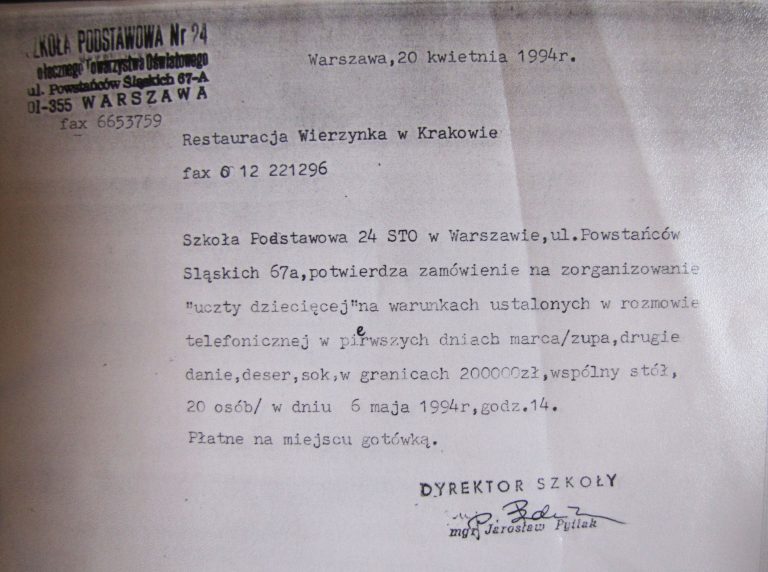 SZKOŁA PODSTAWOWA Nr 24
Społecznego Towarzystwa Oświatowego
ul. Powstańców Śląskich 67-A
01-355 WARSZAWA
fax 6653759
Warszawa,20 kwietnia 1994r.
Restauracja Wierzynka w Krakowie
fax 0 12 221296
Szkoła Podstawowa 24 STO w Warszawie,ul.Powstańców
Sląskich 67a,potwierdza zamówienie na zorganizowanie
"uczty dziecięcej"na warunkach ustalonych w rozmowie
telefonicznej w pierwszych dniach marca/zupa,drugie
danie,deser,sok,w granicach 200000zł,wspólny stół,
20 osób/ w dniu 6 maja 1994r,godz.14.
Płatne na miejscu gotówką.
DYREKTOR SZKOŁY
mgr Jarosław Pytlak